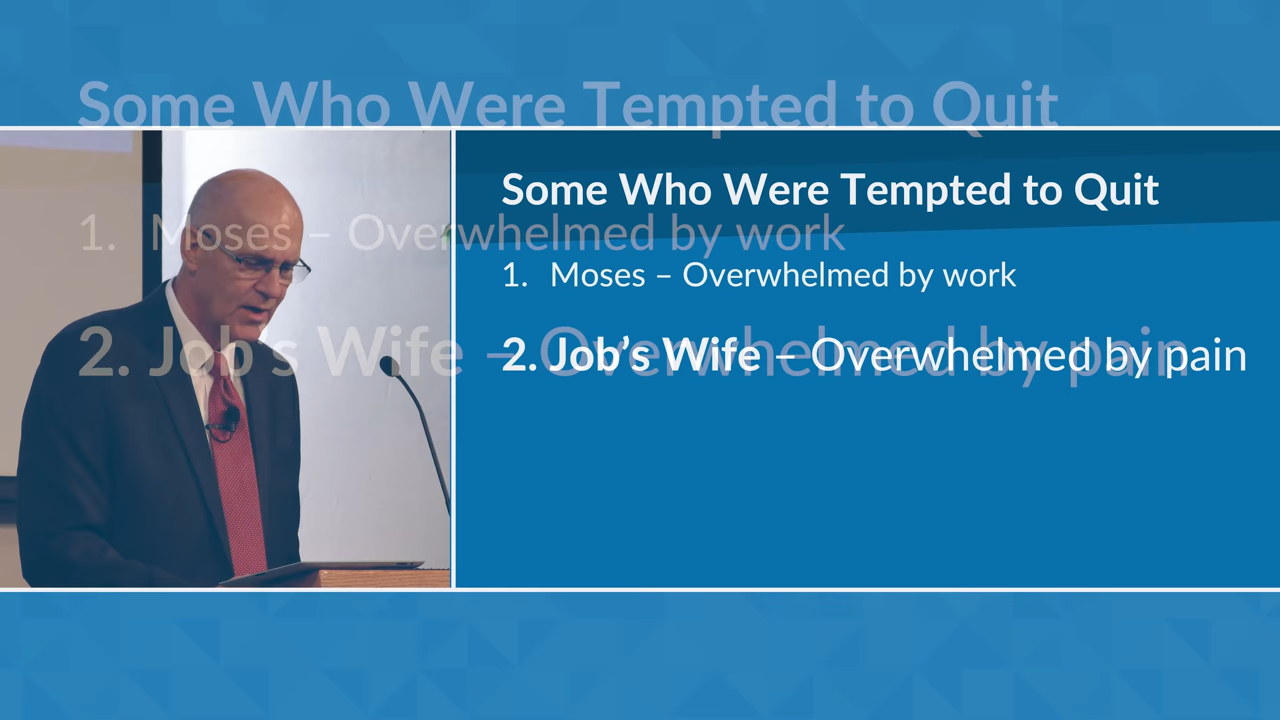 Some Who Were Tempted to Quit
Some Who Were Tempted to Quit
1. Moses – Overwhelmed by work
1. Moses – Overwhelmed by work
2. Job's Wife – Overwhelmed by pain
2. Job’s Wife – Overwhelmed by pain